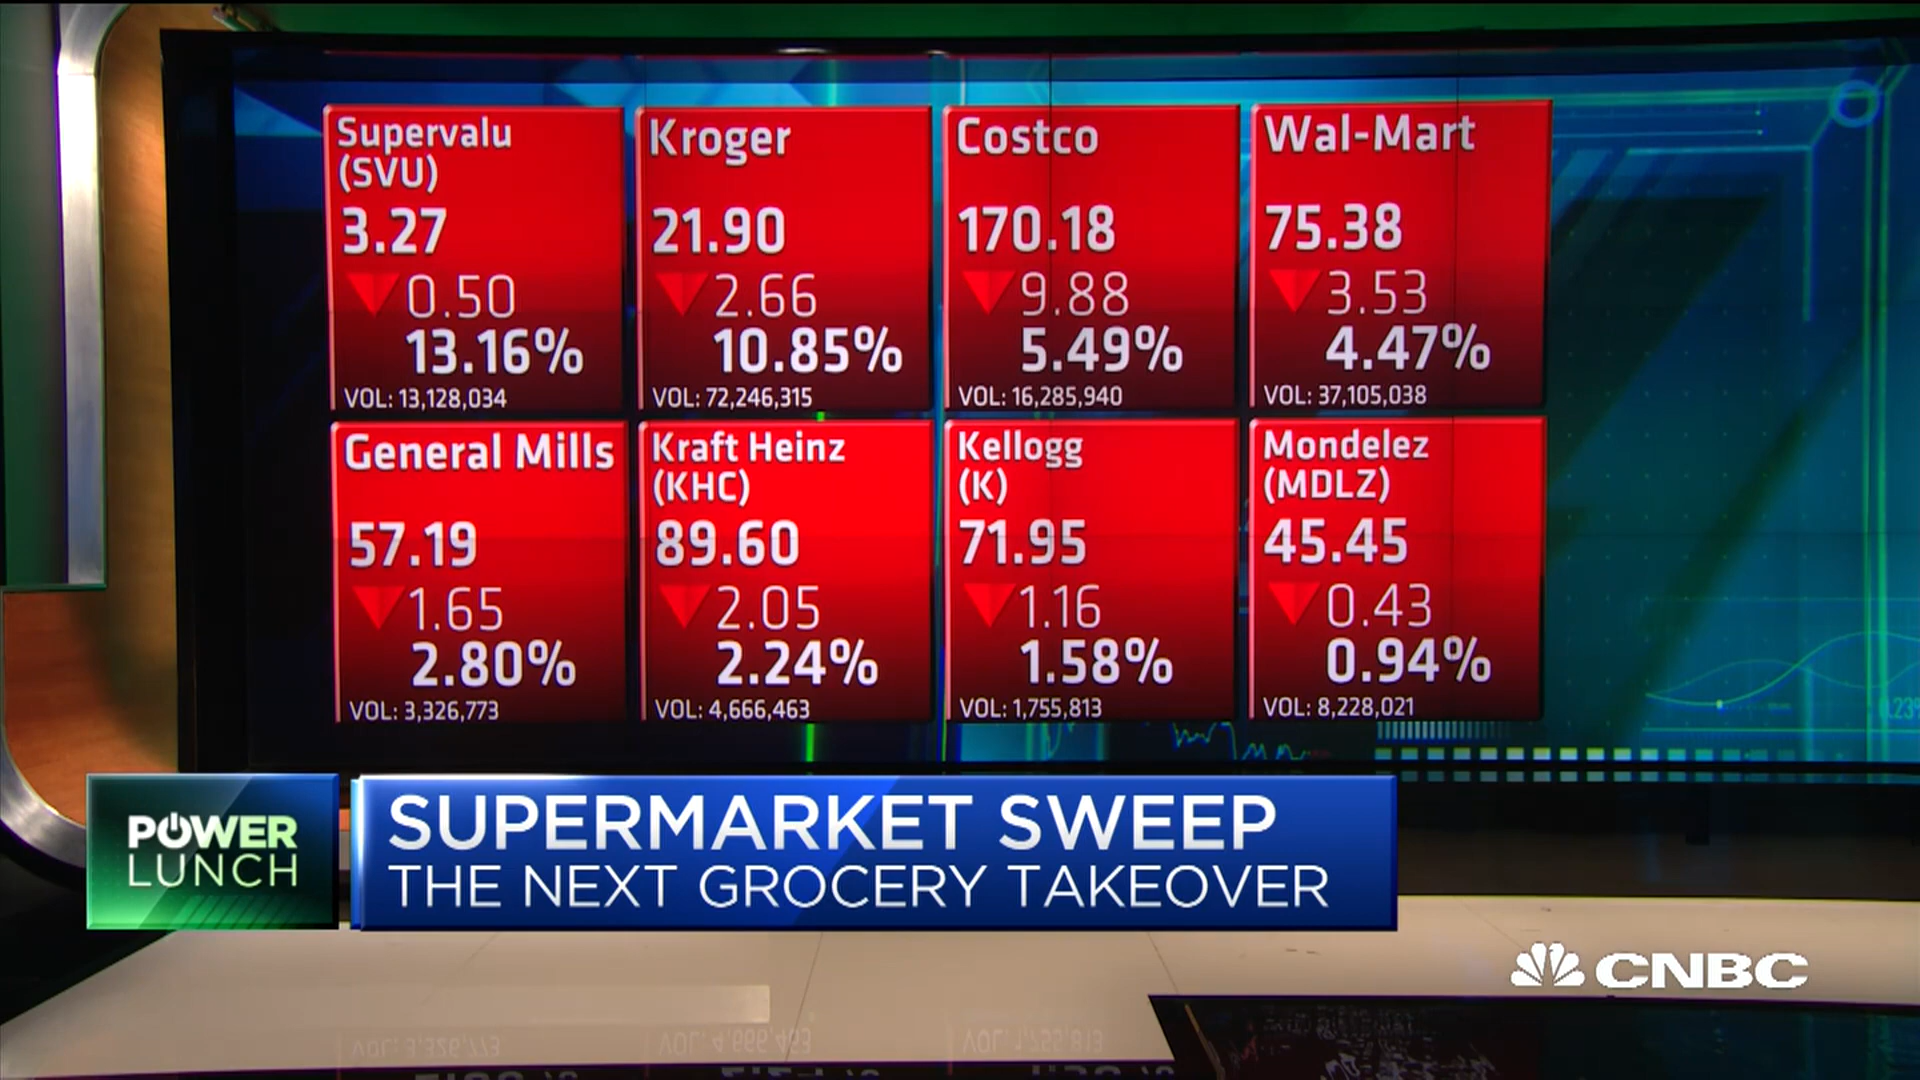 Supervalu
(SVU)
3.27
0.50
13.16%
VOL: 13,128,034
Kroger
21.90
2.66
10.85%
VOL: 72,246,315
Costco
170.18
9.88
5.49%
VOL: 16,285,940
Wal-Mart
75.38
3.53
4.47%
VOL: 37,105,038
General Mills
57.19
1.65
2.80%
VOL: 3,326,773
Kraft Heinz
(KHC)
89.60
2.05
2.24%
VOL: 4,666,463
Kellogg
(K)
71.95
1.16
1.58%
VOL: 1,755,813
Mondelez
(MDLZ)
45.45
0.43
0.94%
VOL: 8,228,021
POWER
LUNCH
SUPERMARKET SWEEP
THE NEXT GROCERY TAKEOVER
CNBC